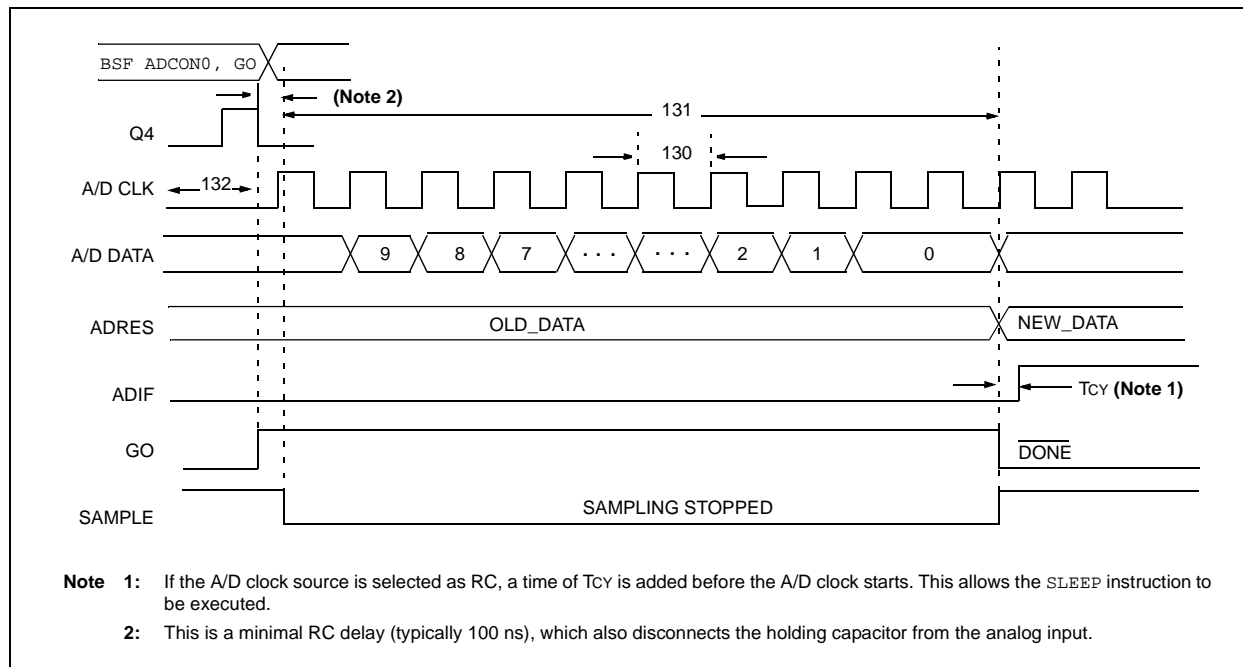 BSF ADCON0, GO
(Note 2)
131
Q4
130
A/D CLK
132
A/D DATA
9 8 7 . . . . . . 2 1 0
ADRES
OLD_DATA
NEW_DATA
ADIF
TCY (Note 1)
GO
DONE
SAMPLE
SAMPLING STOPPED
Note 1: If the A/D clock source is selected as RC, a time of TCY is added before the A/D clock starts. This allows the SLEEP instruction to
be executed.
2: This is a minimal RC delay (typically 100 ns), which also disconnects the holding capacitor from the analog input.